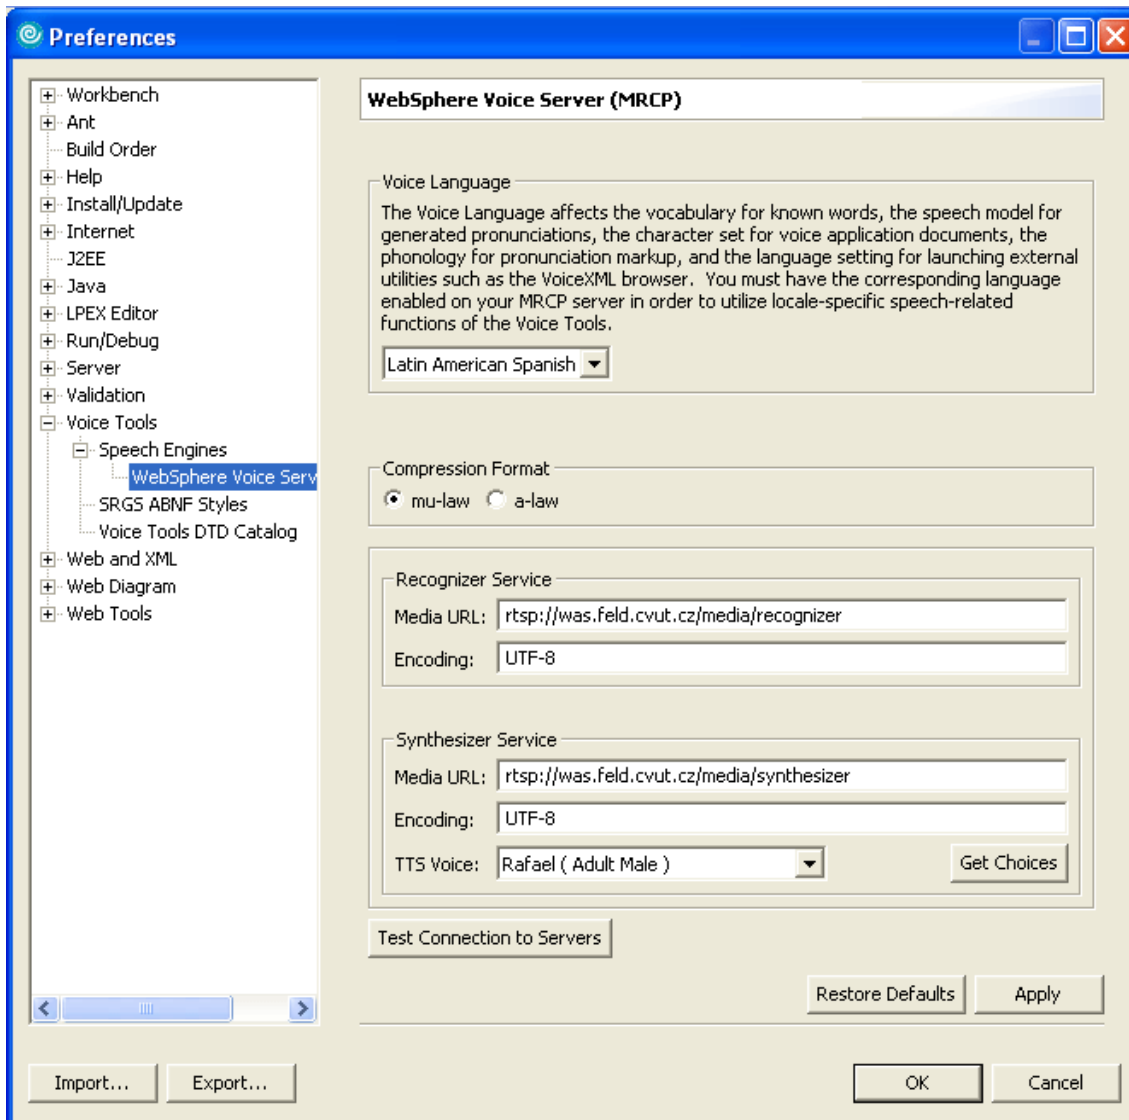 Preferences
Workbench
Ant
Build Order
Help
Install/Update
Internet
J2EE
Java
LPEX Editor
Run/Debug
Server
Validation
Voice Tools
Speech Engines
WebSphere Voice Serv
SRGS ABNF Styles
Voice Tools DTD Catalog
Web and XML
Web Diagram
Web Tools
WebSphere Voice Server (MRCP)
Voice Language
The Voice Language affects the vocabulary for known words, the speech model for
generated pronunciations, the character set for voice application documents, the
phonology for pronunciation markup, and the language setting for launching external
utilities such as the VoiceXML browser.  You must have the corresponding language
enabled on your MRCP server in order to utilize locale-specific speech-related
functions of the Voice Tools.
Latin American Spanish
Compression Format
mu-law a-law
Recognizer Service
Media URL: rtsp://was.feld.cvut.cz/media/recognizer
Encoding: UTF-8
Synthesizer Service
Media URL: rtsp://was.feld.cvut.cz/media/synthesizer
Encoding: UTF-8
TTS Voice: Rafael ( Adult Male ) Get Choices
Test Connection to Servers
Restore Defaults Apply
Import... Export... OK Cancel